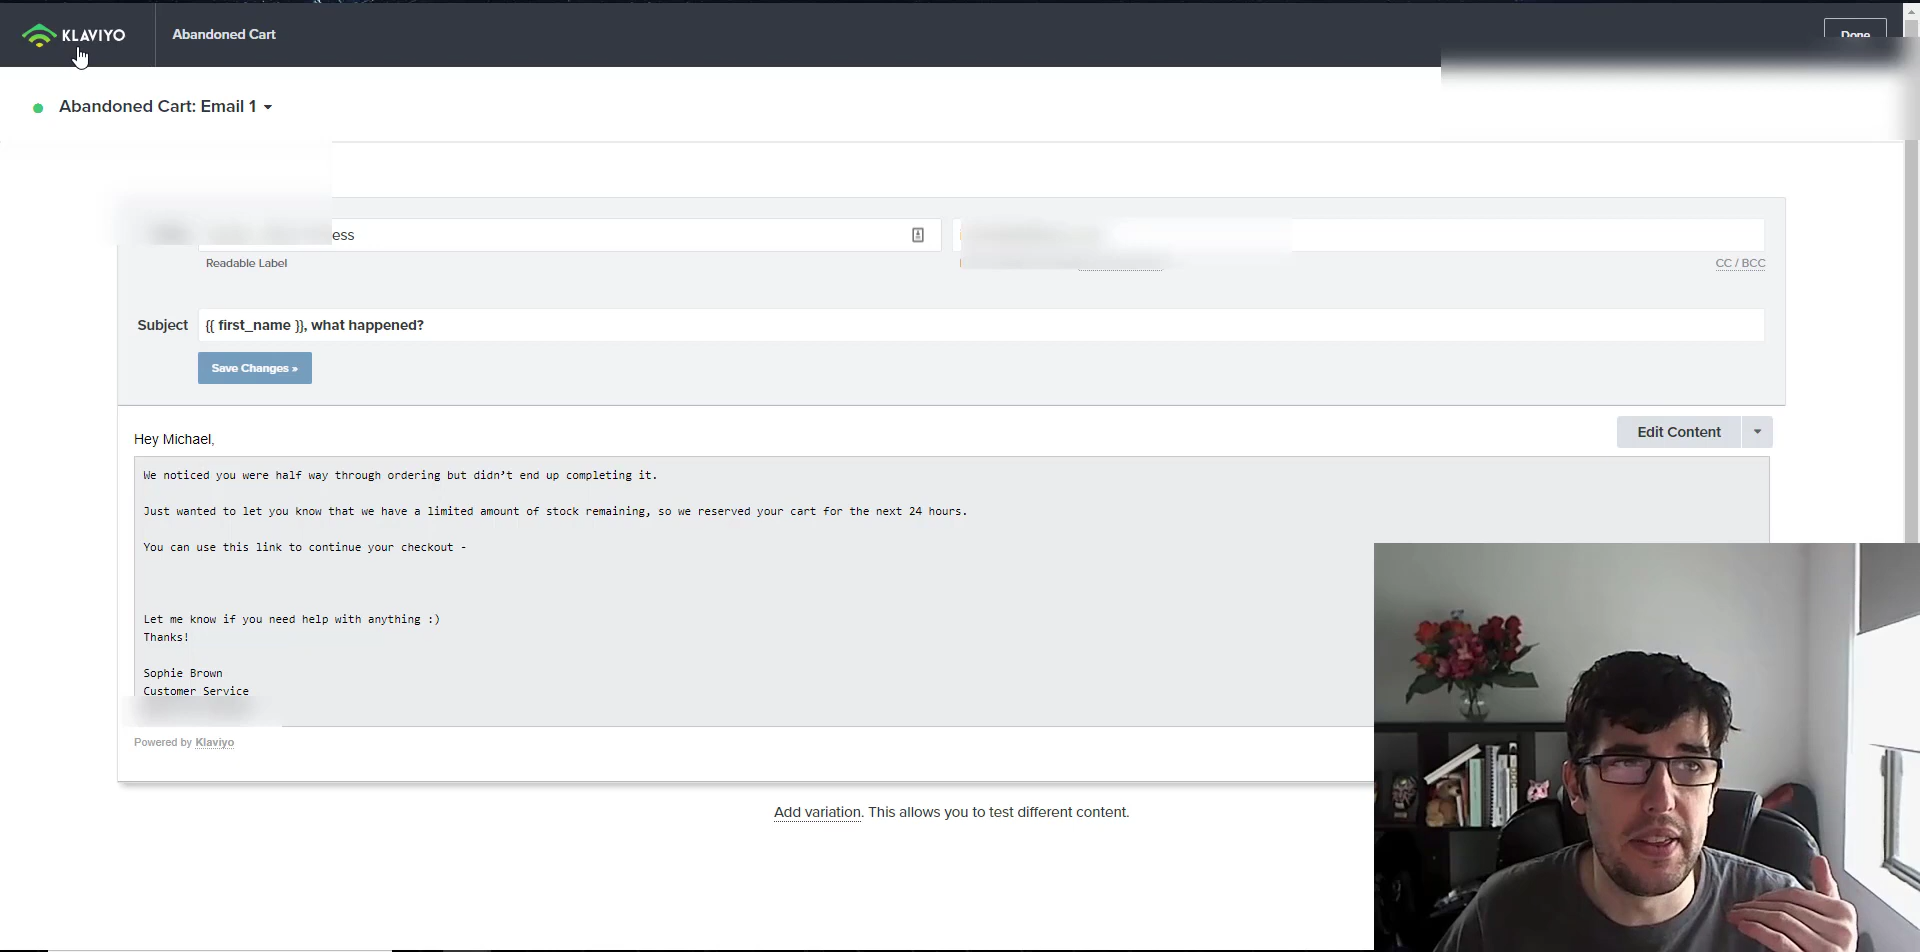 KLAVIYO
Abandoned Cart
Done
Abandoned Cart: Email 1
ess
Readable Label
CC / BCC
Subject
{{ first_name }}, what happened?
Save Changes »
Edit Content
Hey Michael,
We noticed you were half way through ordering but didn’t end up completing it.
Just wanted to let you know that we have a limited amount of stock remaining, so we reserved your cart for the next 24 hours.
You can use this link to continue your checkout -
Let me know if you need help with anything :)
Thanks!
Sophie Brown
Customer Service
Powered by Klaviyo
Add variation. This allows you to test different content.